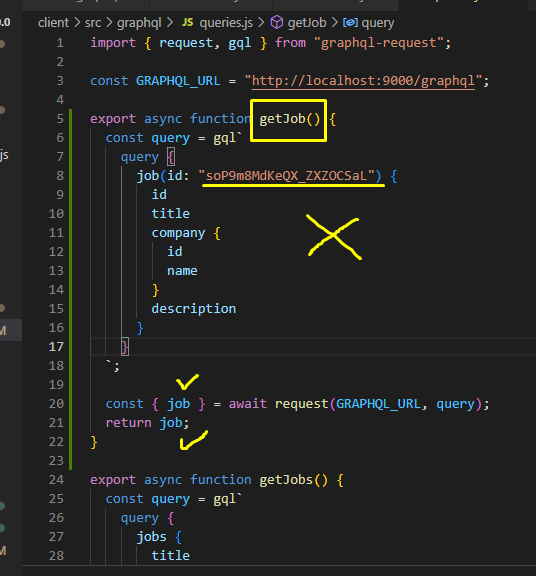 0.0
client > src > graphql > JS queries.js > getJob > query
1 import { request, gql } from "graphql-request";
2
3 const GRAPHQL_URL = "http://localhost:9000/graphql";
4
5 export async function getJob() {
6 const query = gql`
7 query {
8 job(id: "soP9m8MdKeQX_ZXZOCSaL") {
9 id
10 title
11 company {
12 id
13 name
14 }
15 description
16 }
17 }
18 `;
19
20 const { job } = await request(GRAPHQL_URL, query);
21 return job;
22 }
23
24 export async function getJobs() {
25 const query = gql`
26 query {
27 jobs {
28 title
js
M
M